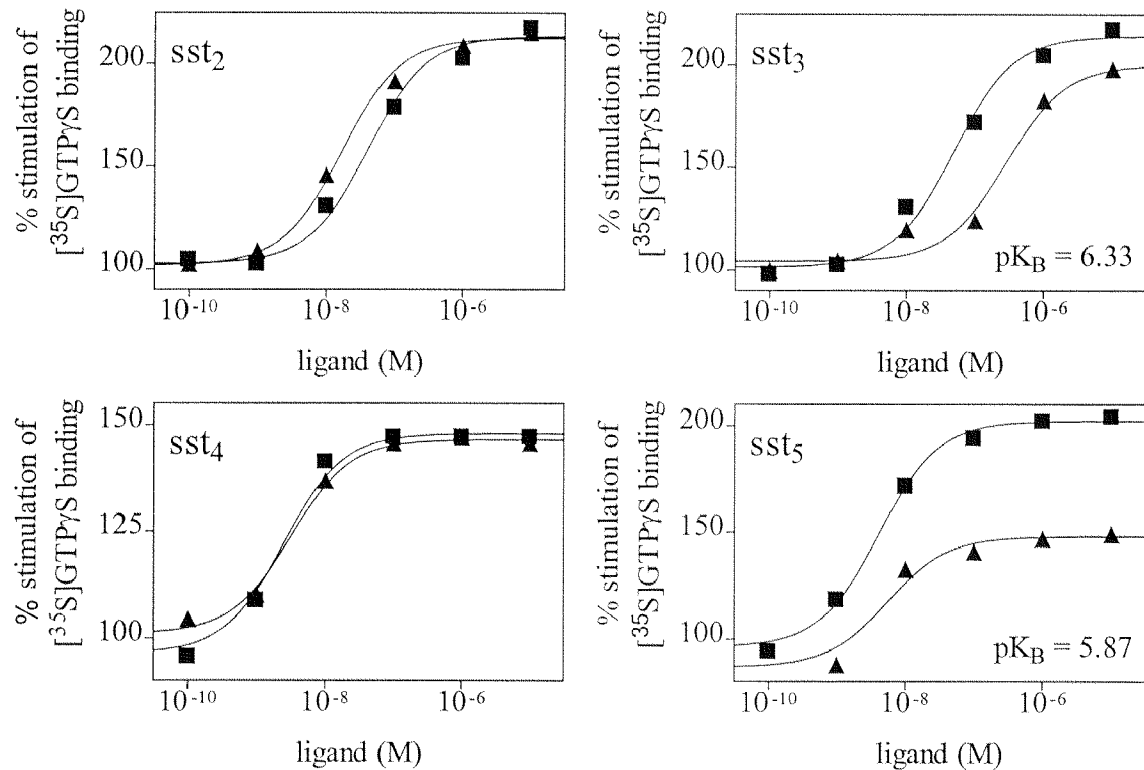 % stimulation of
[³⁵S]GTPγS binding
200
150
100
sst₂
10⁻¹⁰
10⁻⁸
10⁻⁶
ligand (M)
% stimulation of
[³⁵S]GTPγS binding
200
150
100
sst₃
pK_B = 6.33
10⁻¹⁰
10⁻⁸
10⁻⁶
ligand (M)
% stimulation of
[³⁵S]GTPγS binding
150
125
100
sst₄
10⁻¹⁰
10⁻⁸
10⁻⁶
ligand (M)
% stimulation of
[³⁵S]GTPγS binding
200
150
100
sst₅
pK_B = 5.87
10⁻¹⁰
10⁻⁸
10⁻⁶
ligand (M)